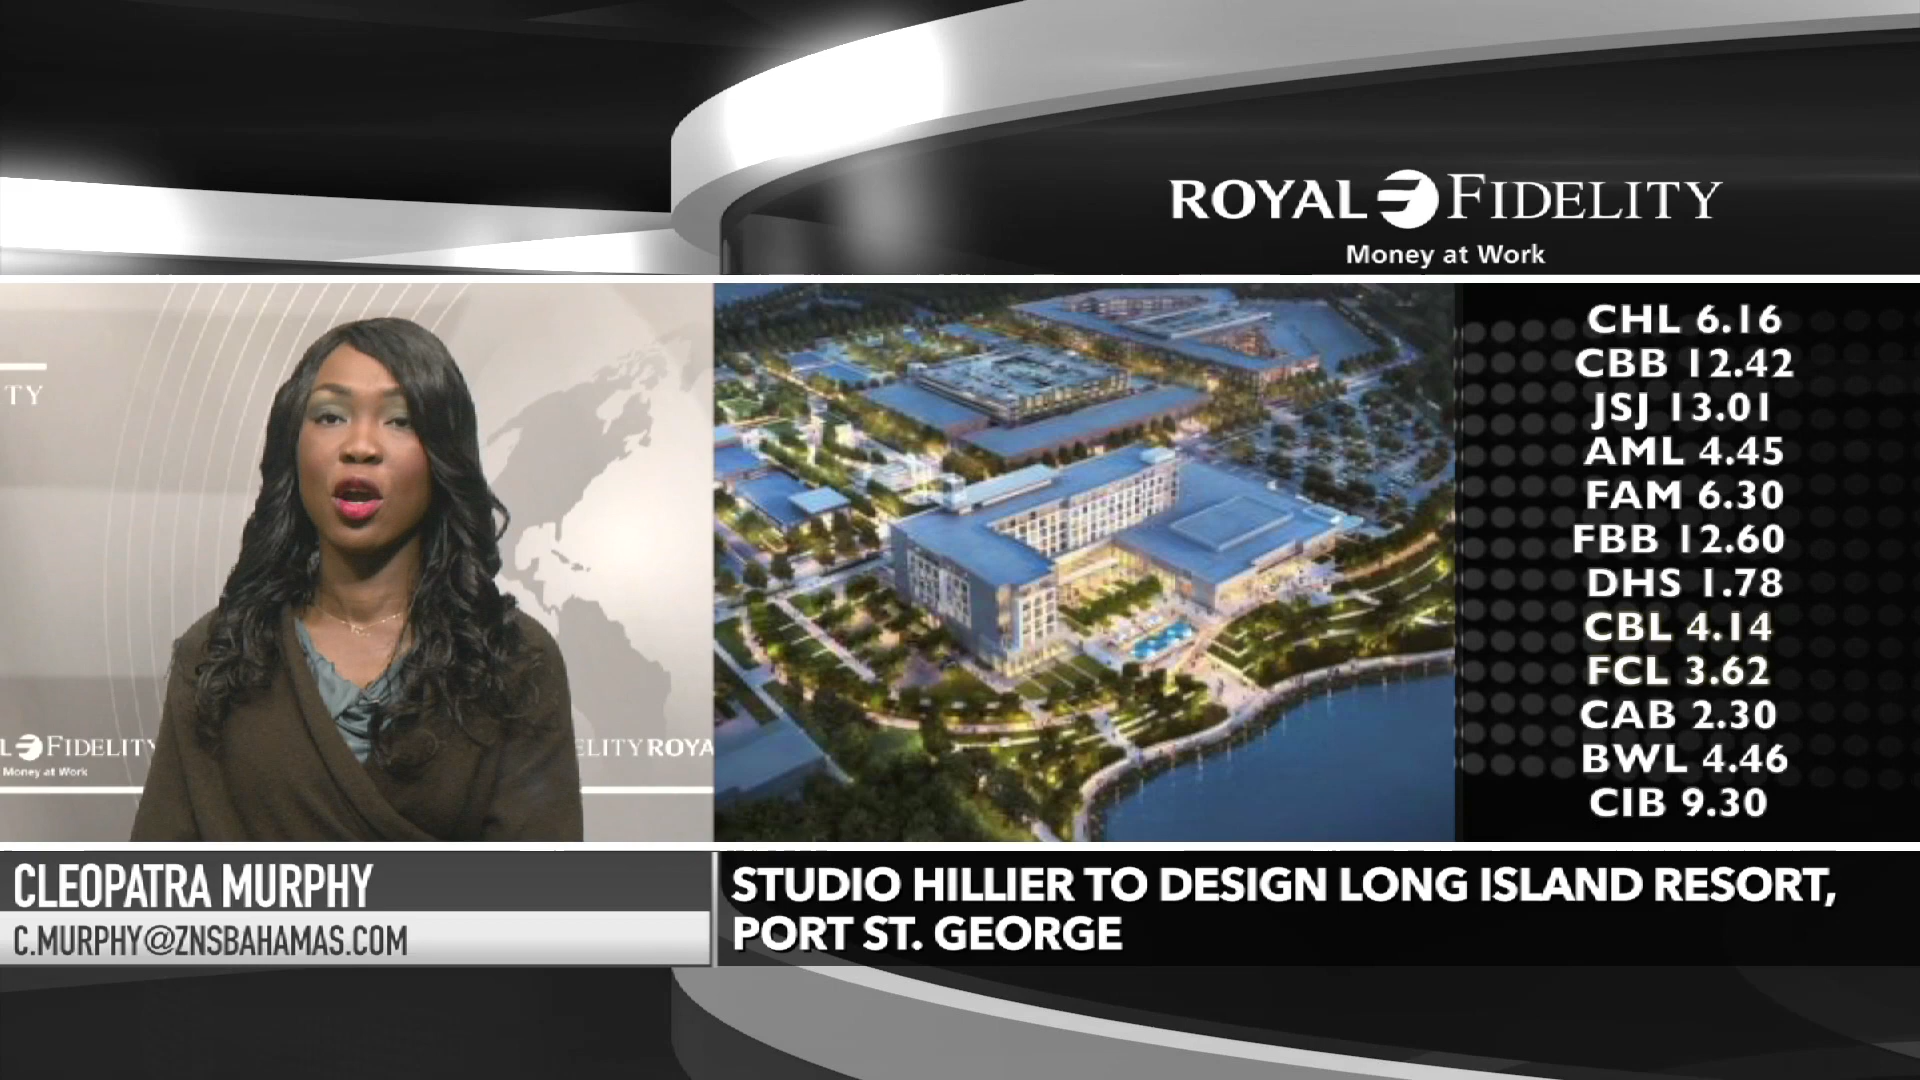 ROYAL FIDELITY
Money at Work
CHL 6.16
CBB 12.42
JSJ 13.01
AML 4.45
FAM 6.30
FBB 12.60
DHS 1.78
CBL 4.14
FCL 3.62
CAB 2.30
BWL 4.46
CIB 9.30
TY
L FIDELITY
Money at Work
ELITY ROYA
CLEOPATRA MURPHY
C.MURPHY@ZNSBAHAMAS.COM
STUDIO HILLIER TO DESIGN LONG ISLAND RESORT,
PORT ST. GEORGE